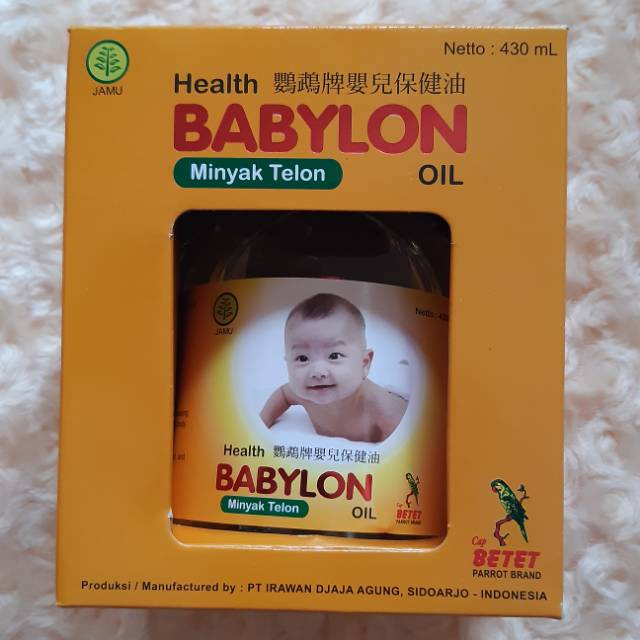 Netto : 430 mL
JAMU
Health 鸚鵡牌嬰兒保健油
BABYLON
Minyak Telon
OIL
JAMU
Netto : 430
Health 鸚鵡牌嬰兒保健油
BABYLON
Minyak Telon
OIL
Cap
BETET
PARROT BRAND
Cap
BETET
PARROT BRAND
Produksi / Manufactured by : PT IRAWAN DJAJA AGUNG, SIDOARJO - INDONESIA